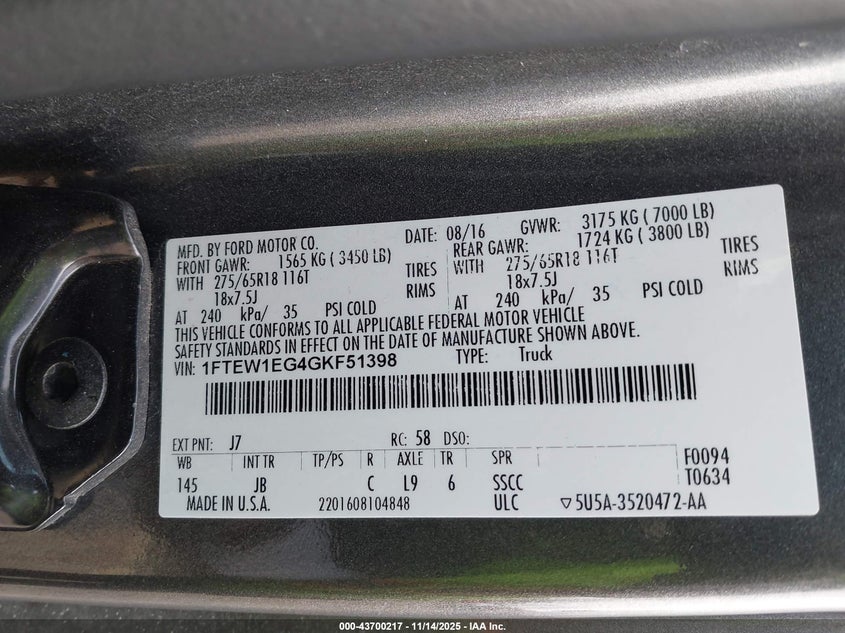 MFD. BY FORD MOTOR CO. DATE: 08/16 GVWR: 3175 KG ( 7000 LB)
FRONT GAWR: 1565 KG ( 3450 LB) REAR GAWR: 1724 KG ( 3800 LB)
WITH 275/65R18 116T TIRES WITH 275/65R18 116T TIRES
18x7.5J RIMS 18x7.5J RIMS
AT 240 kPa/ 35 PSI COLD AT 240 kPa/ 35 PSI COLD
THIS VEHICLE CONFORMS TO ALL APPLICABLE FEDERAL MOTOR VEHICLE
SAFETY STANDARDS IN EFFECT ON THE DATE OF MANUFACTURE SHOWN ABOVE.
VIN: 1FTEW1EG4GKF51398 TYPE: Truck
EXT PNT: J7 RC: 58 DSO:
WB INT TR TP/PS R AXLE TR SPR F0094
145 JB C L9 6 SSCC T0634
MADE IN U.S.A. 2201608104848 ULC ▽5U5A-3520472-AA
000-43700217 - 11/14/2025 - IAA Inc.